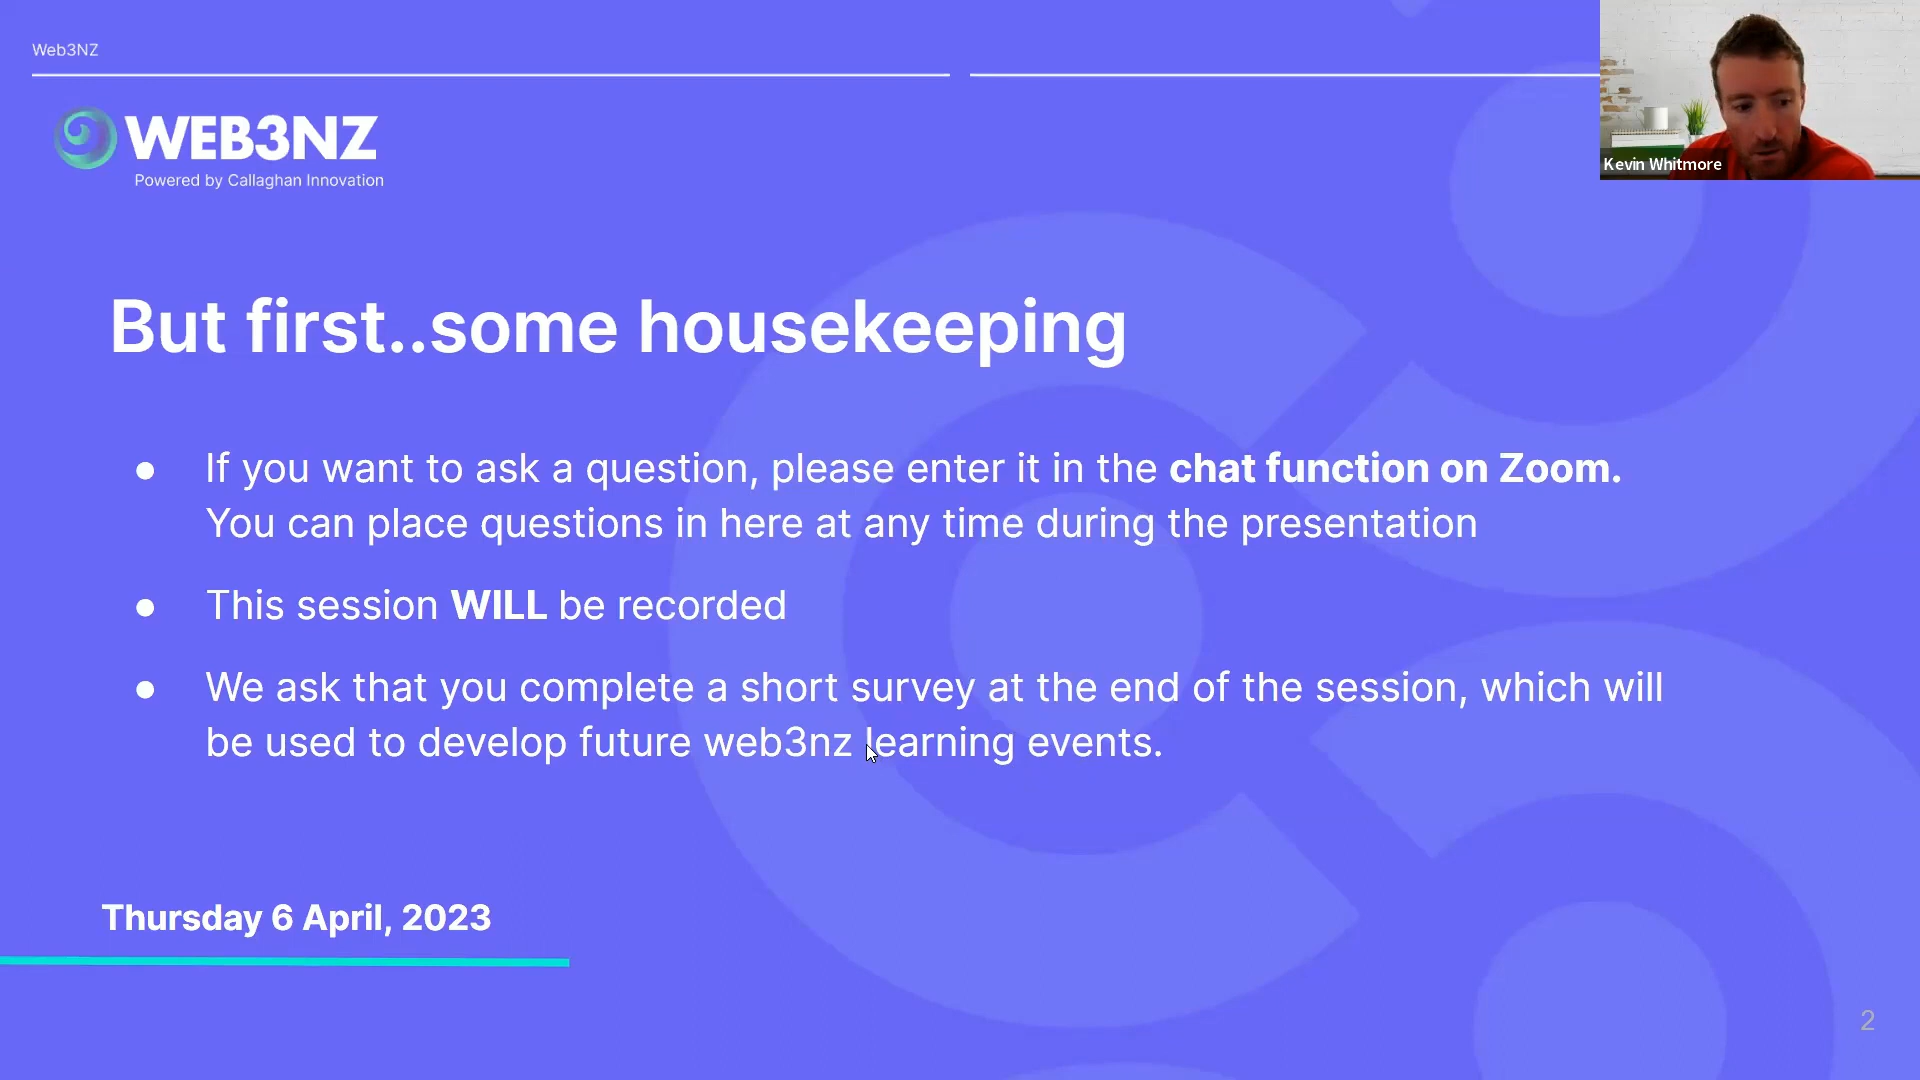 Web3NZ
WEB3NZ
Powered by Callaghan Innovation
Kevin Whitmore
But first..some housekeeping
● If you want to ask a question, please enter it in the chat function on Zoom.
You can place questions in here at any time during the presentation
● This session WILL be recorded
● We ask that you complete a short survey at the end of the session, which will
be used to develop future web3nz learning events.
Thursday 6 April, 2023
2